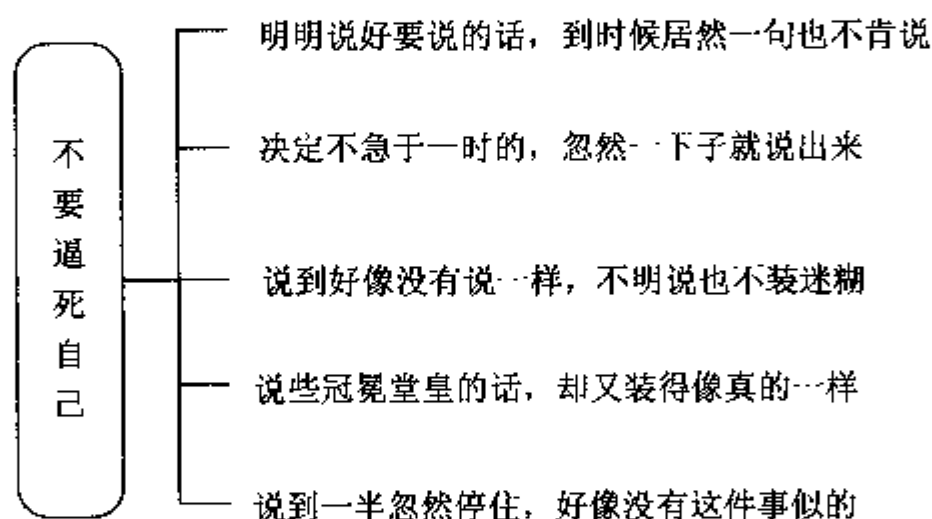 不要逼死自己
明明说好要说的话，到时候居然一句也不肯说
决定不急于一时的，忽然一下子就说出来
说到好像没有说一样，不明说也不装迷糊
说些冠冕堂皇的话，却又装得像真的一样
说到一半忽然停住，好像没有这件事似的